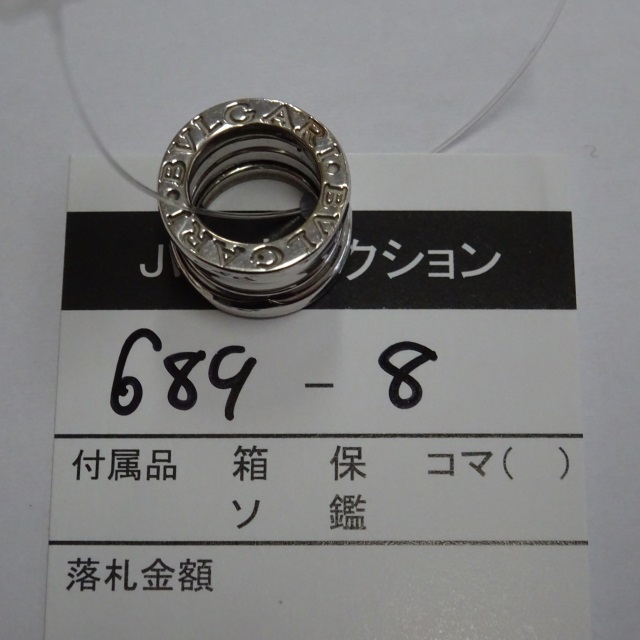 BVLGARI • BVLGARI •
J クション
689 - 8
付属品 箱 保 コマ( )
ソ 鑑
落札金額